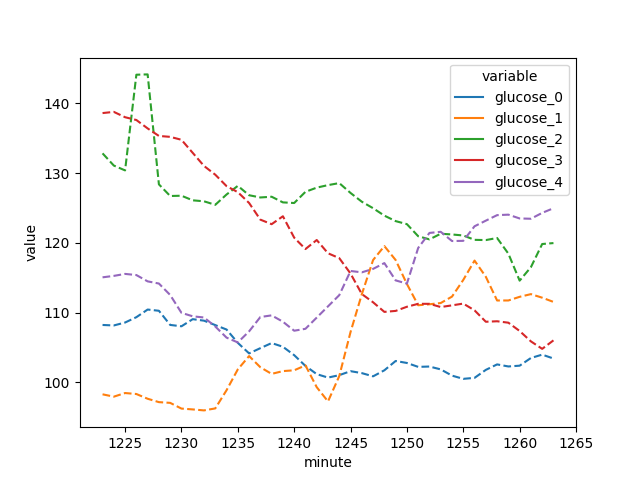 variable
glucose_0
glucose_1
glucose_2
glucose_3
glucose_4
value
140
130
120
110
100
1225 1230 1235 1240 1245 1250 1255 1260 1265
minute